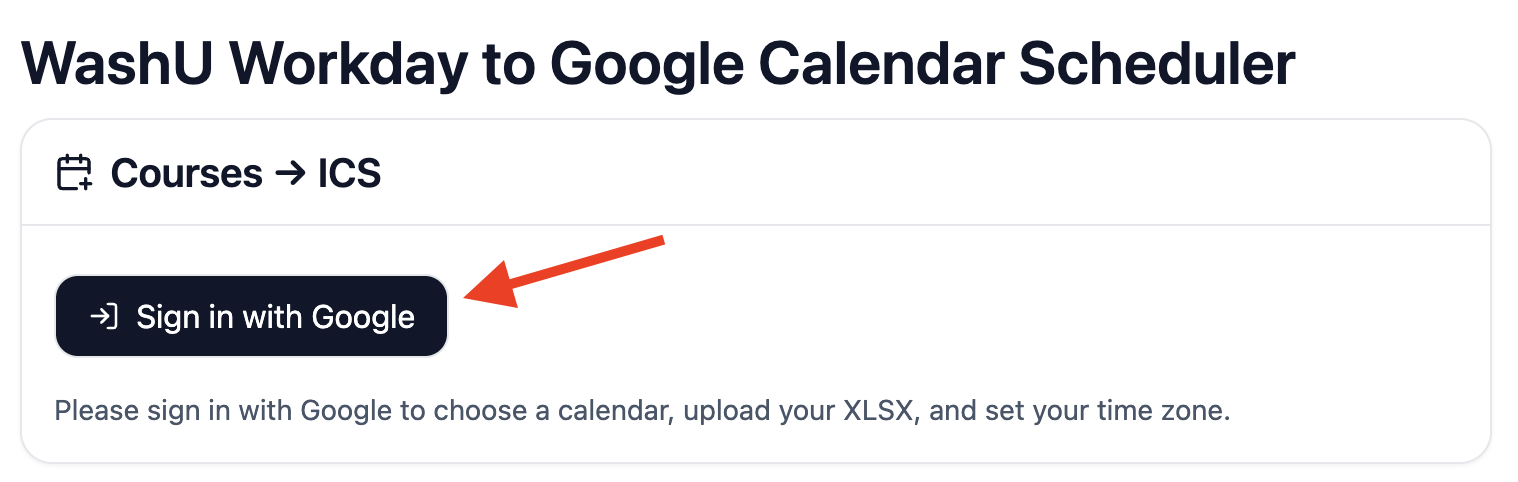 WashU Workday to Google Calendar Scheduler
Courses → ICS
Sign in with Google
Please sign in with Google to choose a calendar, upload your XLSX, and set your time zone.